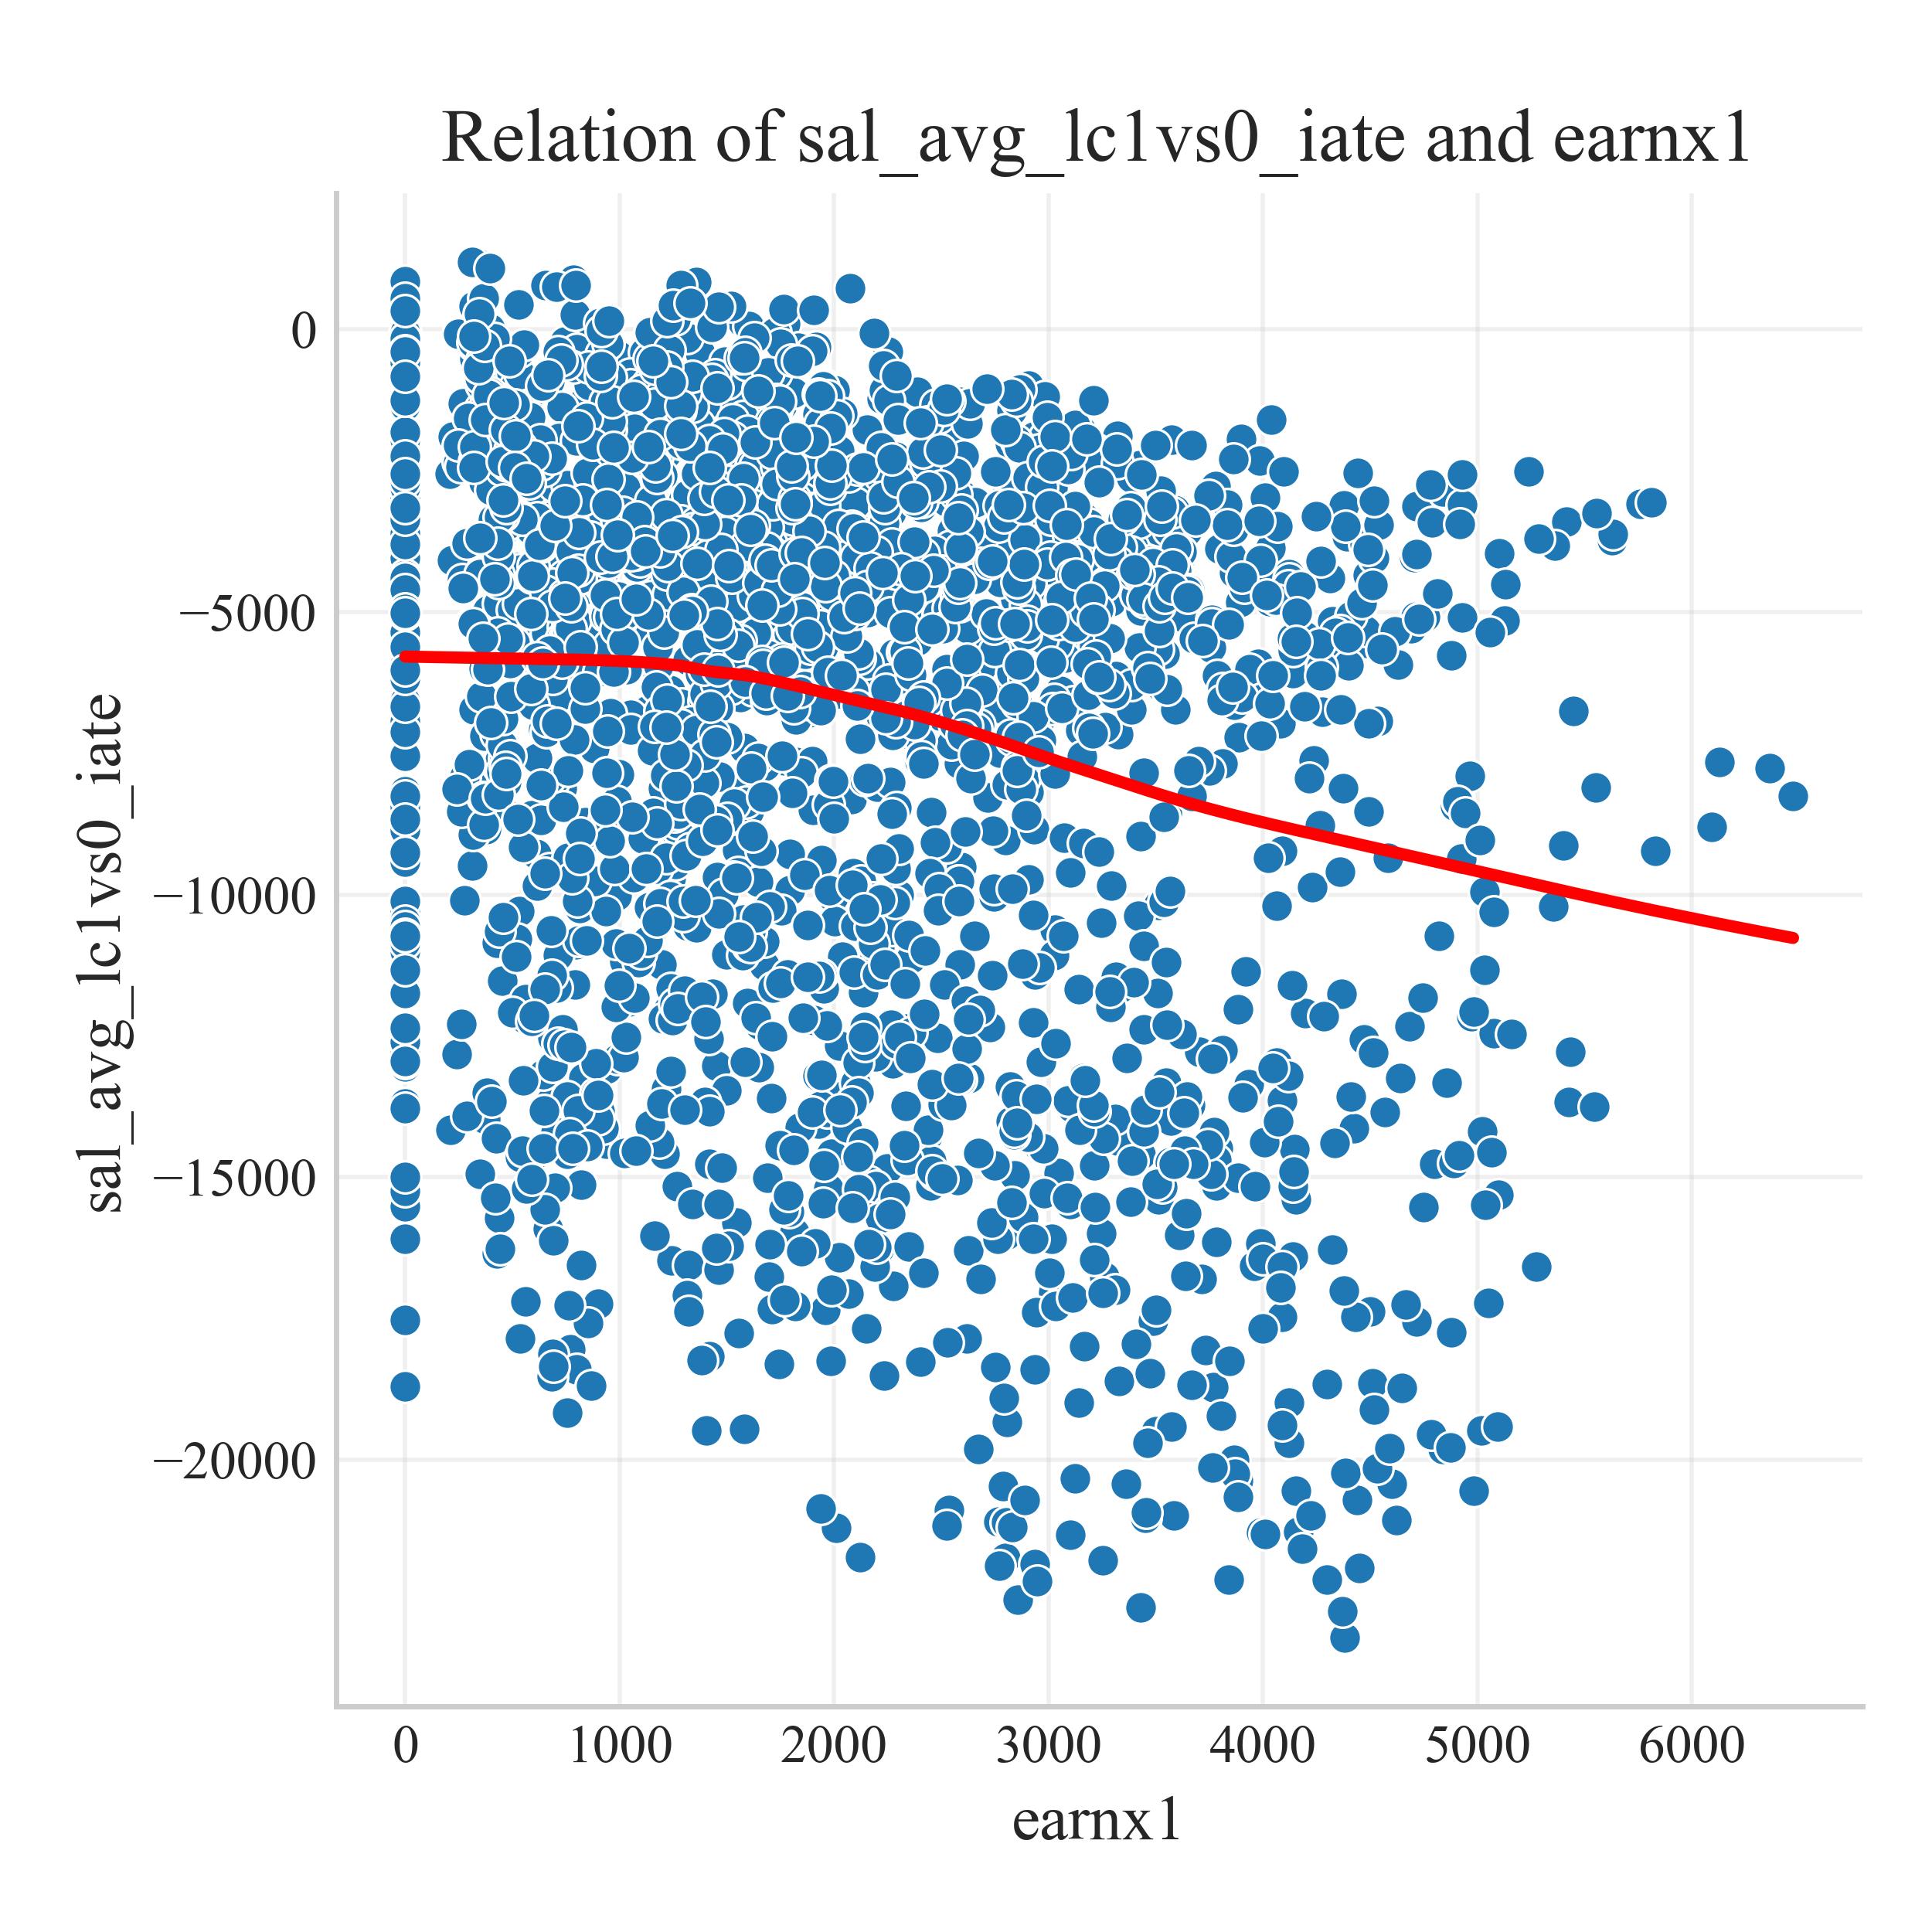 Relation of sal_avg_lc1vs0_iate and earnx1
sal_avg_lc1vs0_iate
0
−5000
−10000
−15000
−20000
0 1000 2000 3000 4000 5000 6000
earnx1